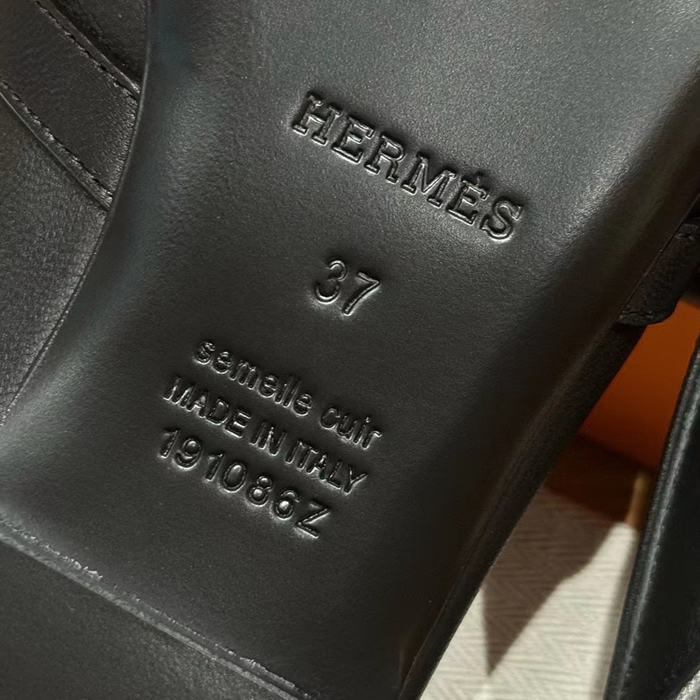 HERMÈS
37
semelle cuir
MADE IN ITALY
191086Z